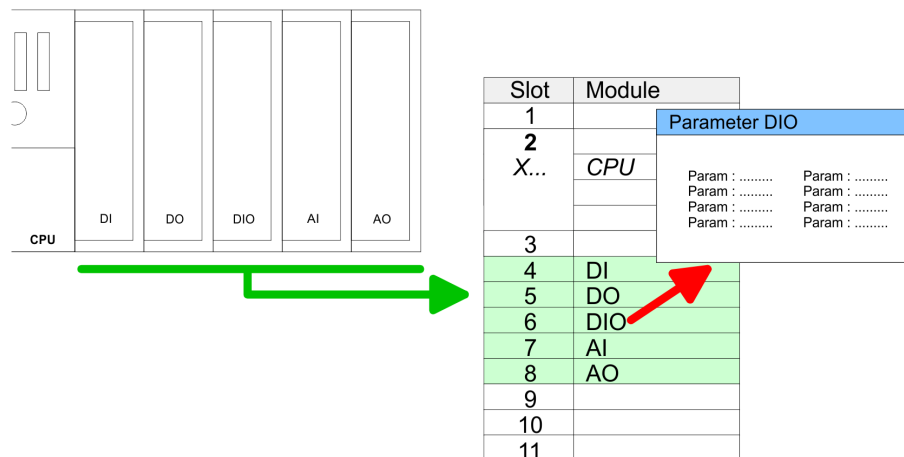 DI DO DIO AI AO
CPU
Slot Module
1
2
X... CPU
3
4 DI
5 DO
6 DIO
7 AI
8 AO
9
10
11
Parameter DIO
Param : ......... Param : .........
Param : ......... Param : .........
Param : ......... Param : .........
Param : ......... Param : .........